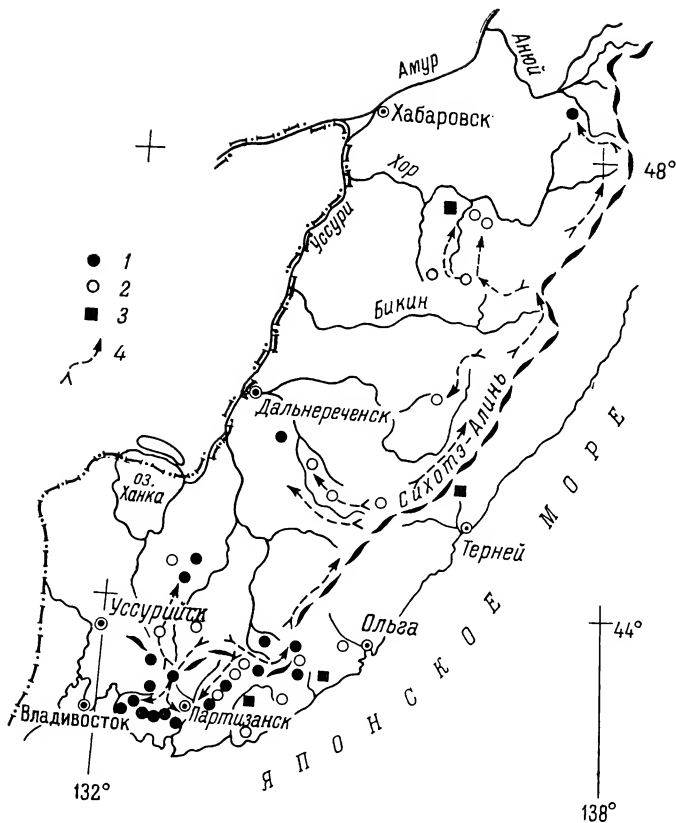 Анюй
Амур
Хабаровск
Хор
48°
Уссури
1
2
3
4
Бикин
Дальнереченск
Сихотэ-Алинь
оз.
Ханка
Терней
Уссурийск
Ольга
44°
Владивосток
Партизанск
ЯПОНСКОЕ МОРЕ
132°
138°